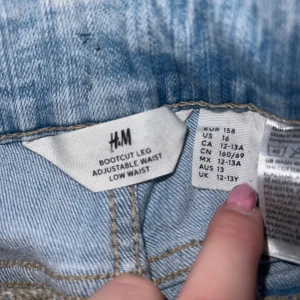 H&M
BOOTCUT LEG
ADJUSTABLE WAIST
LOW WAIST
EUR 158
US 16
CA 12-13A
CN 160/69
MX 12-13A
AUS 13
UK 12-13Y